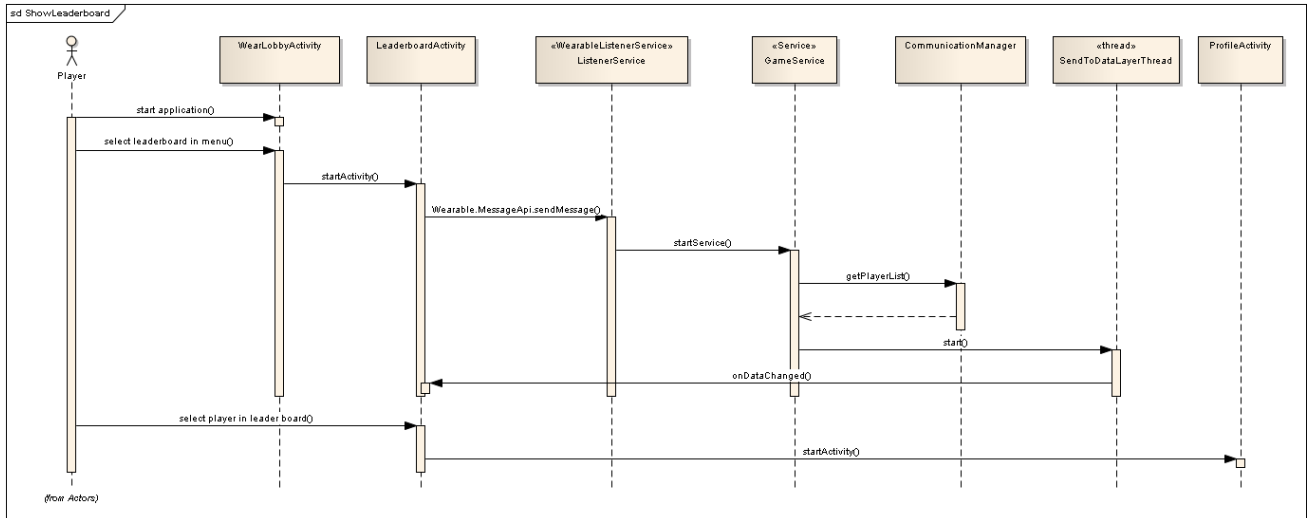 sd ShowLeaderboard
WearLobbyActivity
LeaderboardActivity
«WearableListenerService»
ListenerService
«Service»
GameService
CommunicationManager
«thread»
SendToDataLayerThread
ProfileActivity
Player
start application()
select leaderboard in menu()
startActivity()
Wearable.MessageApi.sendMessage()
startService()
getPlayerList()
start()
onDataChanged()
select player in leader board()
startActivity()
(from Actors)